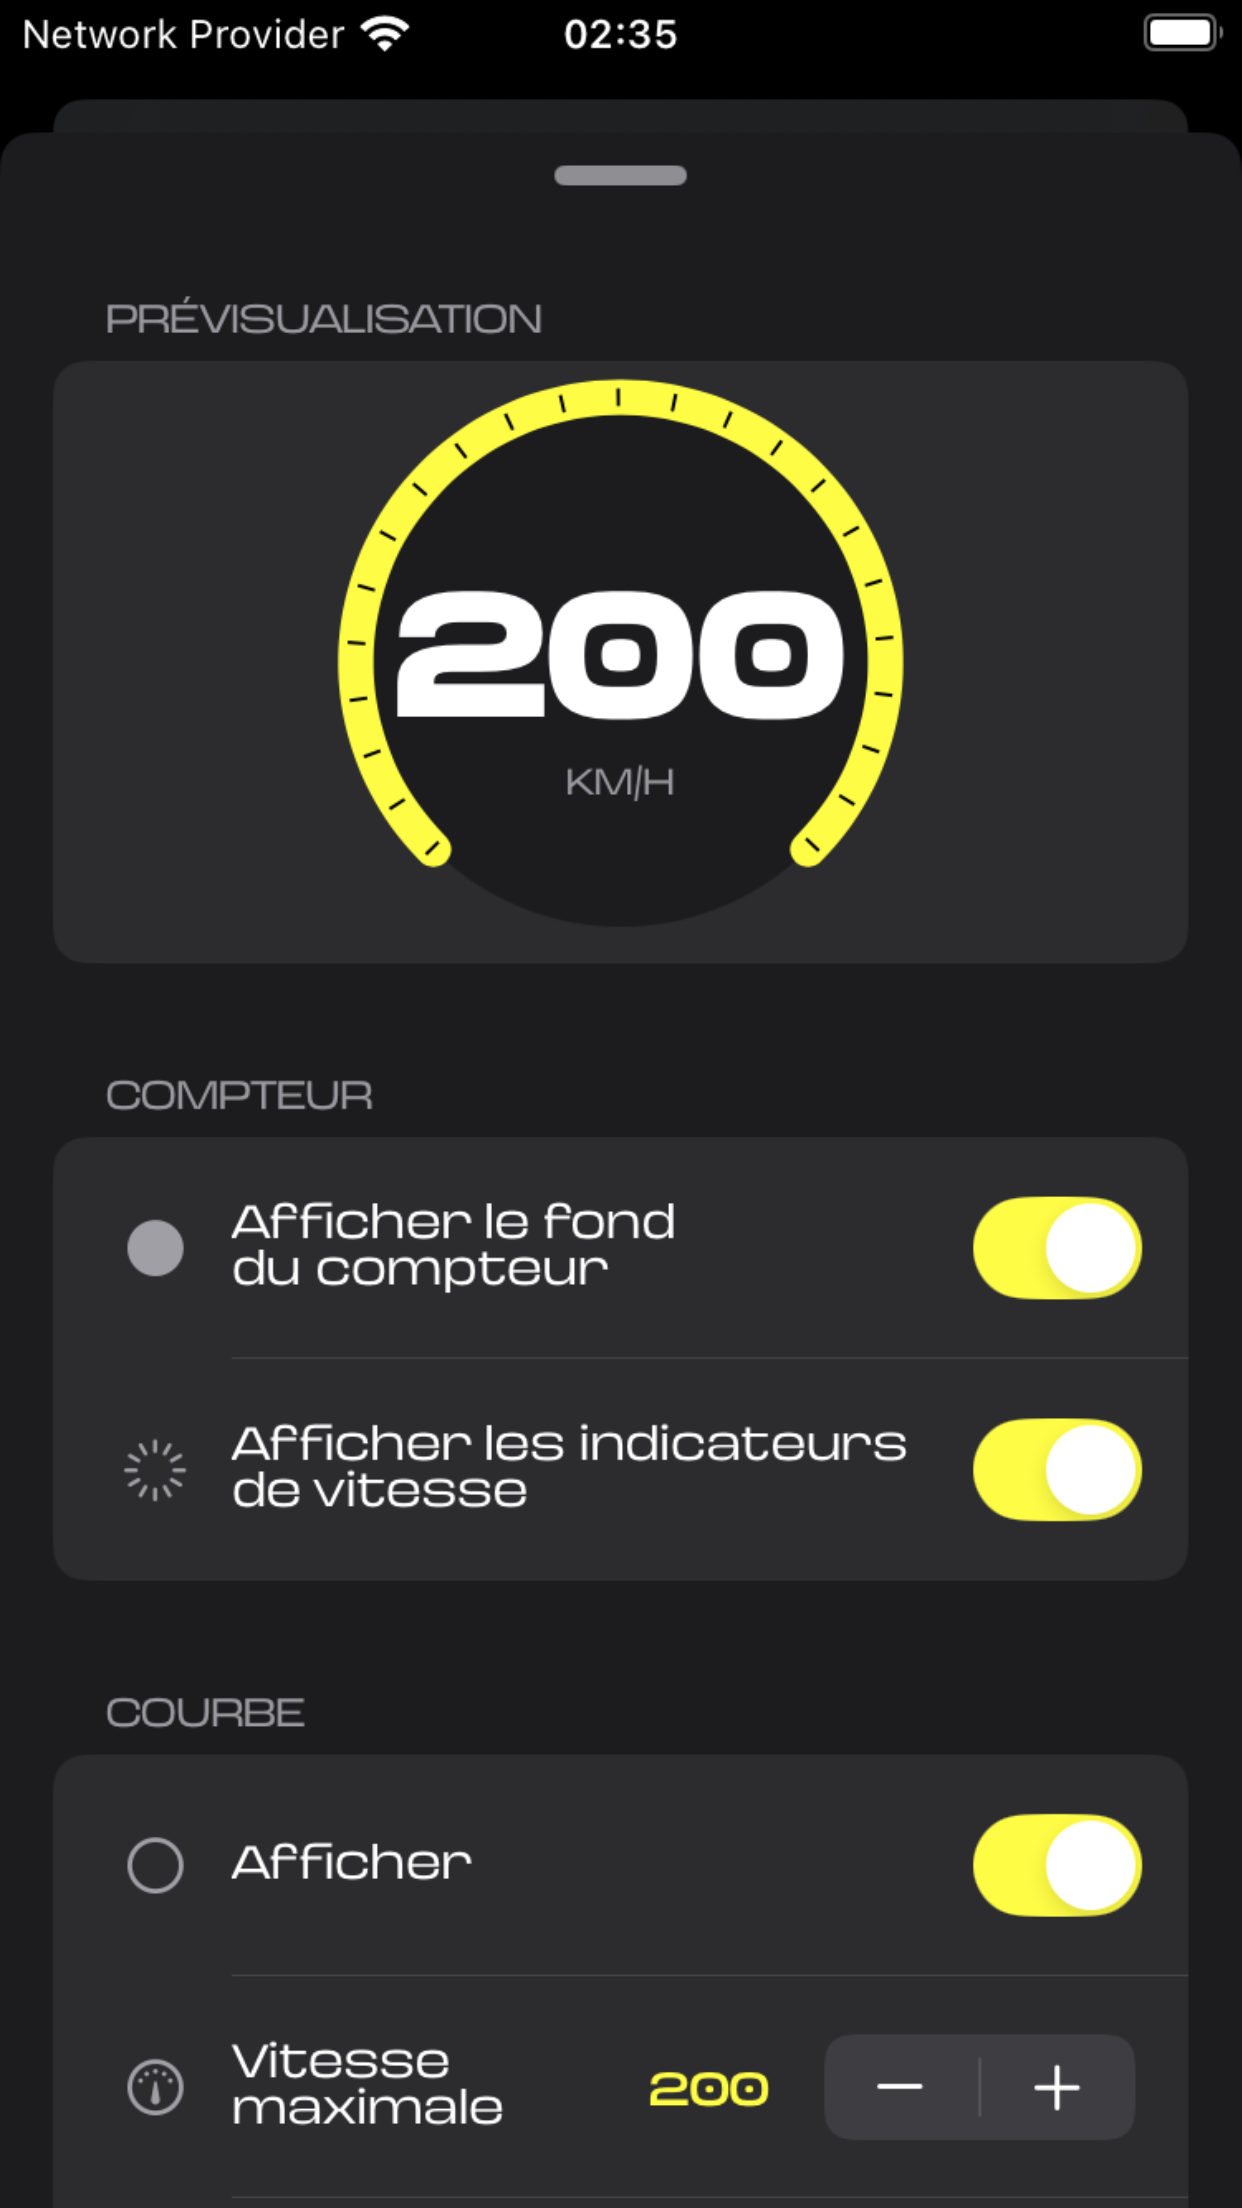 Network Provider 02:35
PRÉVISUALISATION
200
KM/H
COMPTEUR
Afficher le fond
du compteur
Afficher les indicateurs
de vitesse
COURBE
Afficher
Vitesse
maximale
200 − +